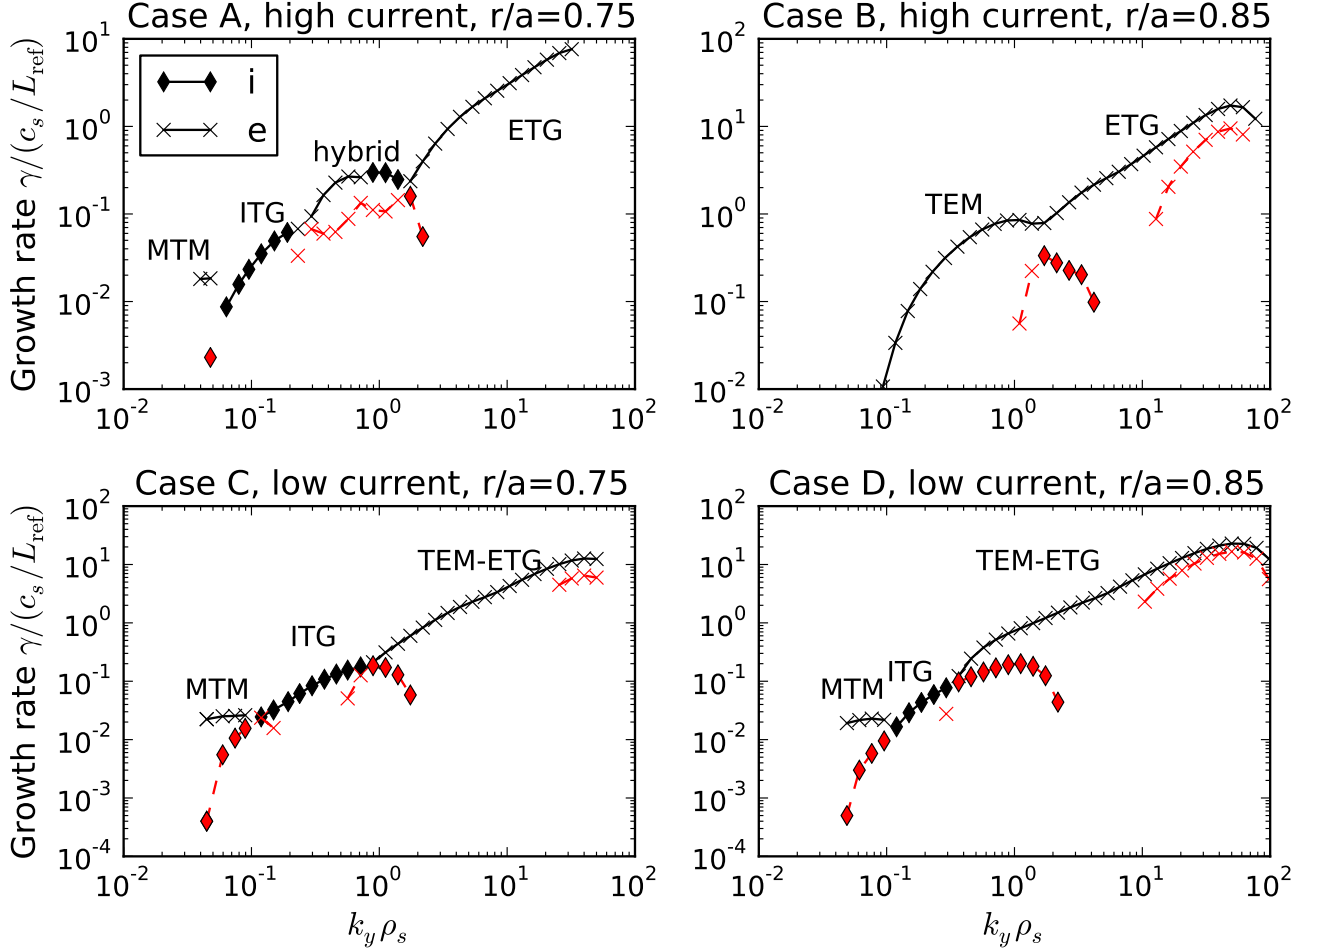 Case A, high current, r/a=0.75
Growth rate γ/(c_s/L_ref)
10^1
10^0
10^-1
10^-2
10^-3
i
e
MTM
ITG
hybrid
ETG
10^-2 10^-1 10^0 10^1 10^2
Case B, high current, r/a=0.85
10^2
10^1
10^0
10^-1
10^-2
TEM
ETG
10^-2 10^-1 10^0 10^1 10^2
Case C, low current, r/a=0.75
Growth rate γ/(c_s/L_ref)
10^2
10^1
10^0
10^-1
10^-2
10^-3
10^-4
MTM
ITG
TEM-ETG
10^-2 10^-1 10^0 10^1 10^2
k_y ρ_s
Case D, low current, r/a=0.85
10^2
10^1
10^0
10^-1
10^-2
10^-3
10^-4
MTM
ITG
TEM-ETG
10^-2 10^-1 10^0 10^1 10^2
k_y ρ_s